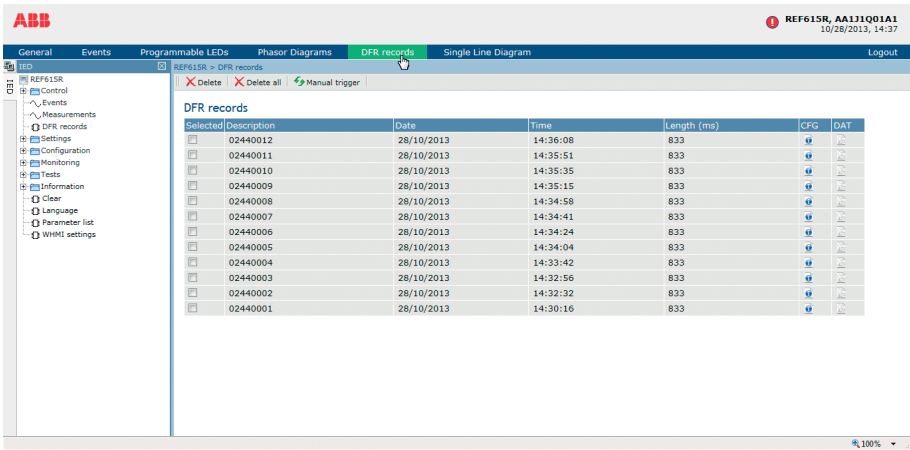 ABB
REF615R, AA1J1Q01A1
10/28/2013, 14:37
General Events Programmable LEDs Phasor Diagrams DFR records Single Line Diagram Logout
IED
IED
REF615R > DFR records
REF615R
Control
Events
Measurements
DFR records
Settings
Configuration
Monitoring
Tests
Information
Clear
Language
Parameter list
WHMI settings
Delete Delete all Manual trigger
DFR records
Selected Description Date Time Length (ms) CFG DAT
02440012 28/10/2013 14:36:08 833
02440011 28/10/2013 14:35:51 833
02440010 28/10/2013 14:35:35 833
02440009 28/10/2013 14:35:15 833
02440008 28/10/2013 14:34:58 833
02440007 28/10/2013 14:34:41 833
02440006 28/10/2013 14:34:24 833
02440005 28/10/2013 14:34:04 833
02440004 28/10/2013 14:33:42 833
02440003 28/10/2013 14:32:56 833
02440002 28/10/2013 14:32:32 833
02440001 28/10/2013 14:30:16 833
100%